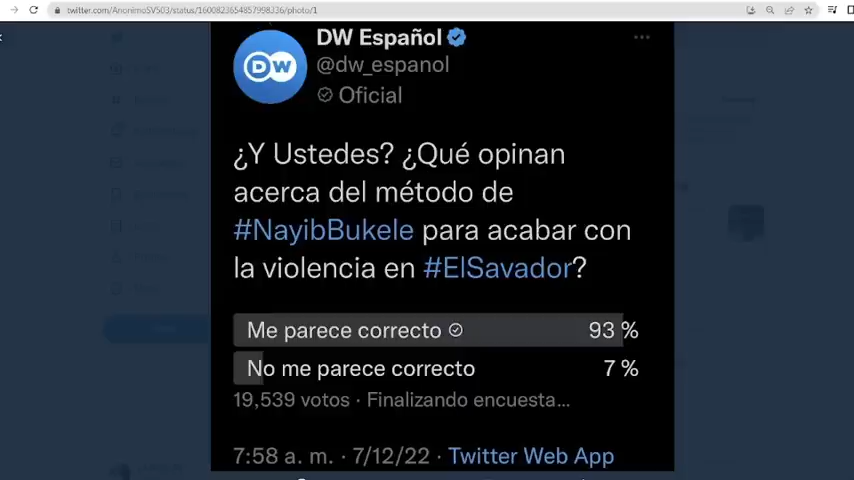 twitter.com/AnonimoSV503/status/1600823654857998336/photo/1
DW Español
@dw_espanol
Oficial
DW
¿Y Ustedes? ¿Qué opinan
acerca del método de
#NayibBukele para acabar con
la violencia en #ElSavador?
Me parece correcto 93 %
No me parece correcto 7 %
19,539 votos · Finalizando encuesta...
7:58 a. m. · 7/12/22 · Twitter Web App